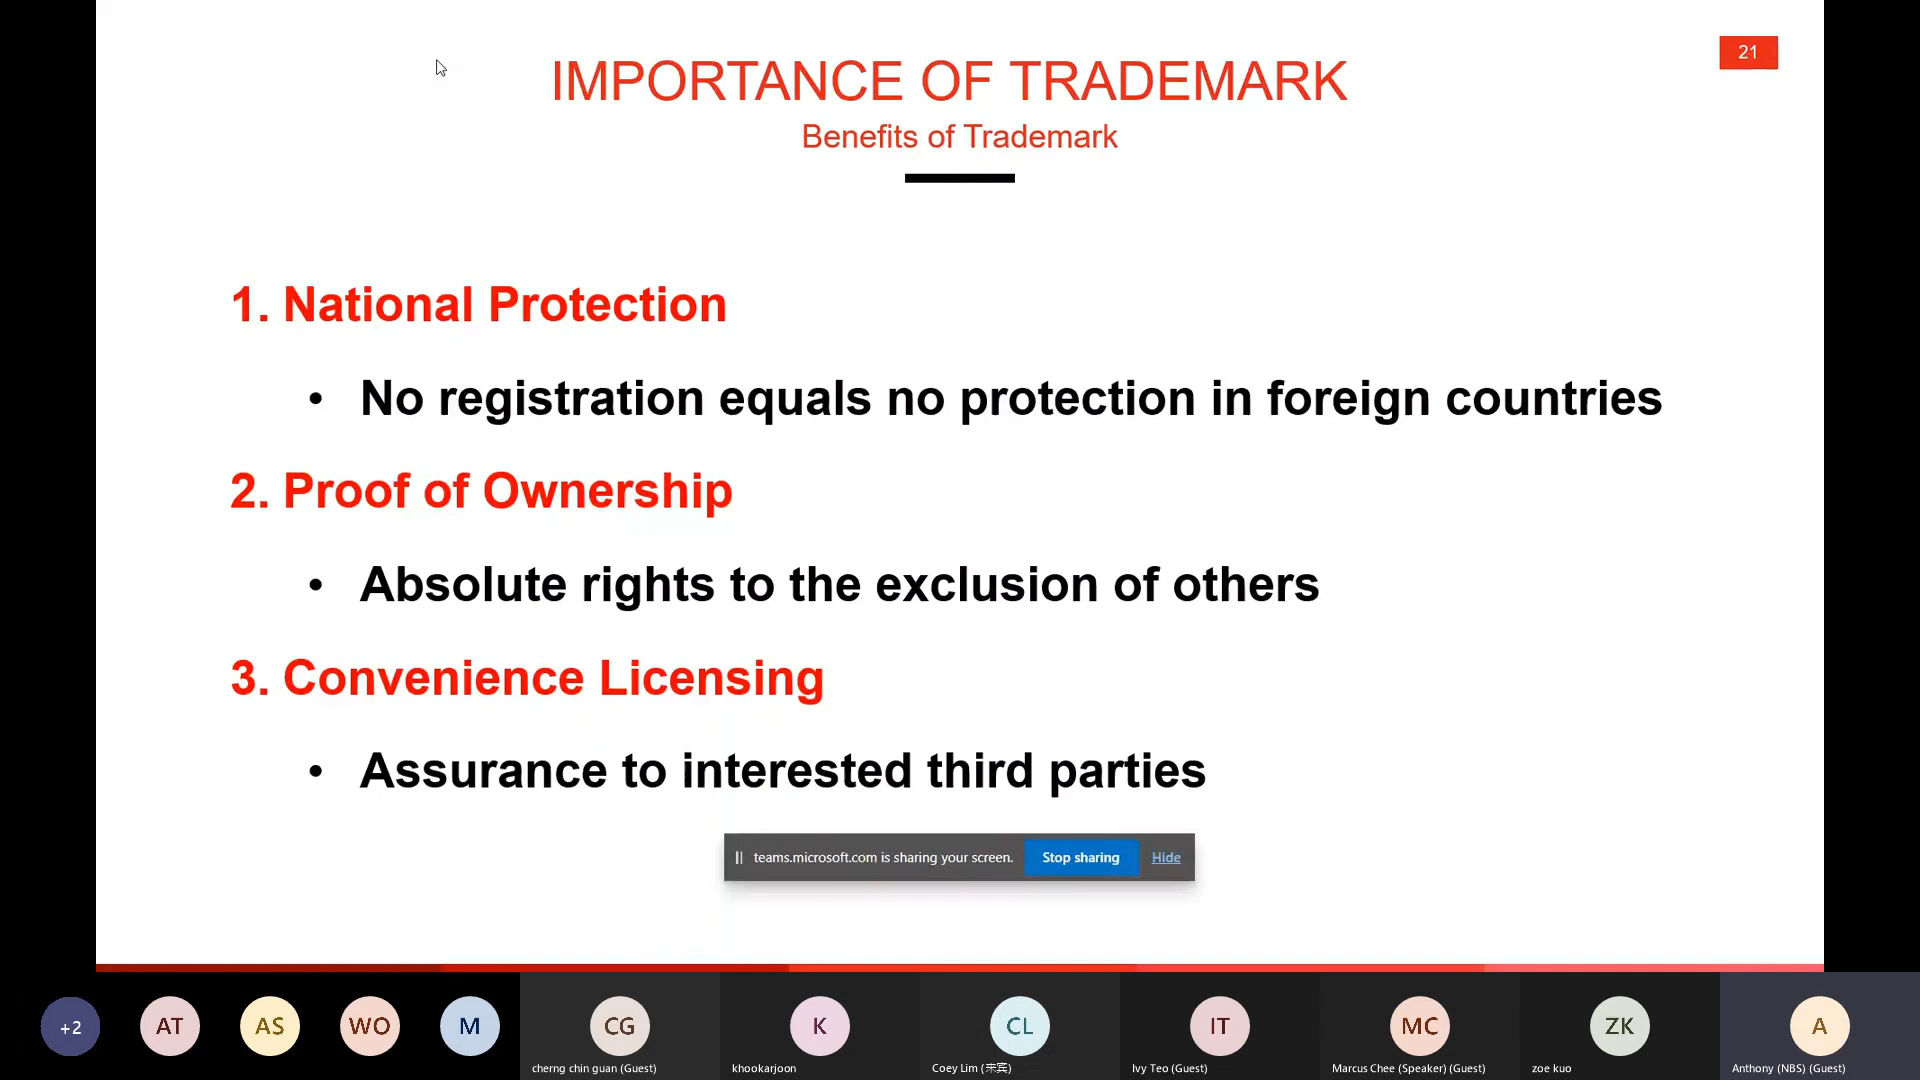 21
IMPORTANCE OF TRADEMARK
Benefits of Trademark
1. National Protection
• No registration equals no protection in foreign countries
2. Proof of Ownership
• Absolute rights to the exclusion of others
3. Convenience Licensing
• Assurance to interested third parties
teams.microsoft.com is sharing your screen. Stop sharing Hide
+2 AT AS WO M CG K CL IT MC ZK A
cherng chin guan (Guest) khookarjoon Coey Lim (来宾) Ivy Teo (Guest) Marcus Chee (Speaker) (Guest) zoe kuo Anthony (NBS) (Guest)